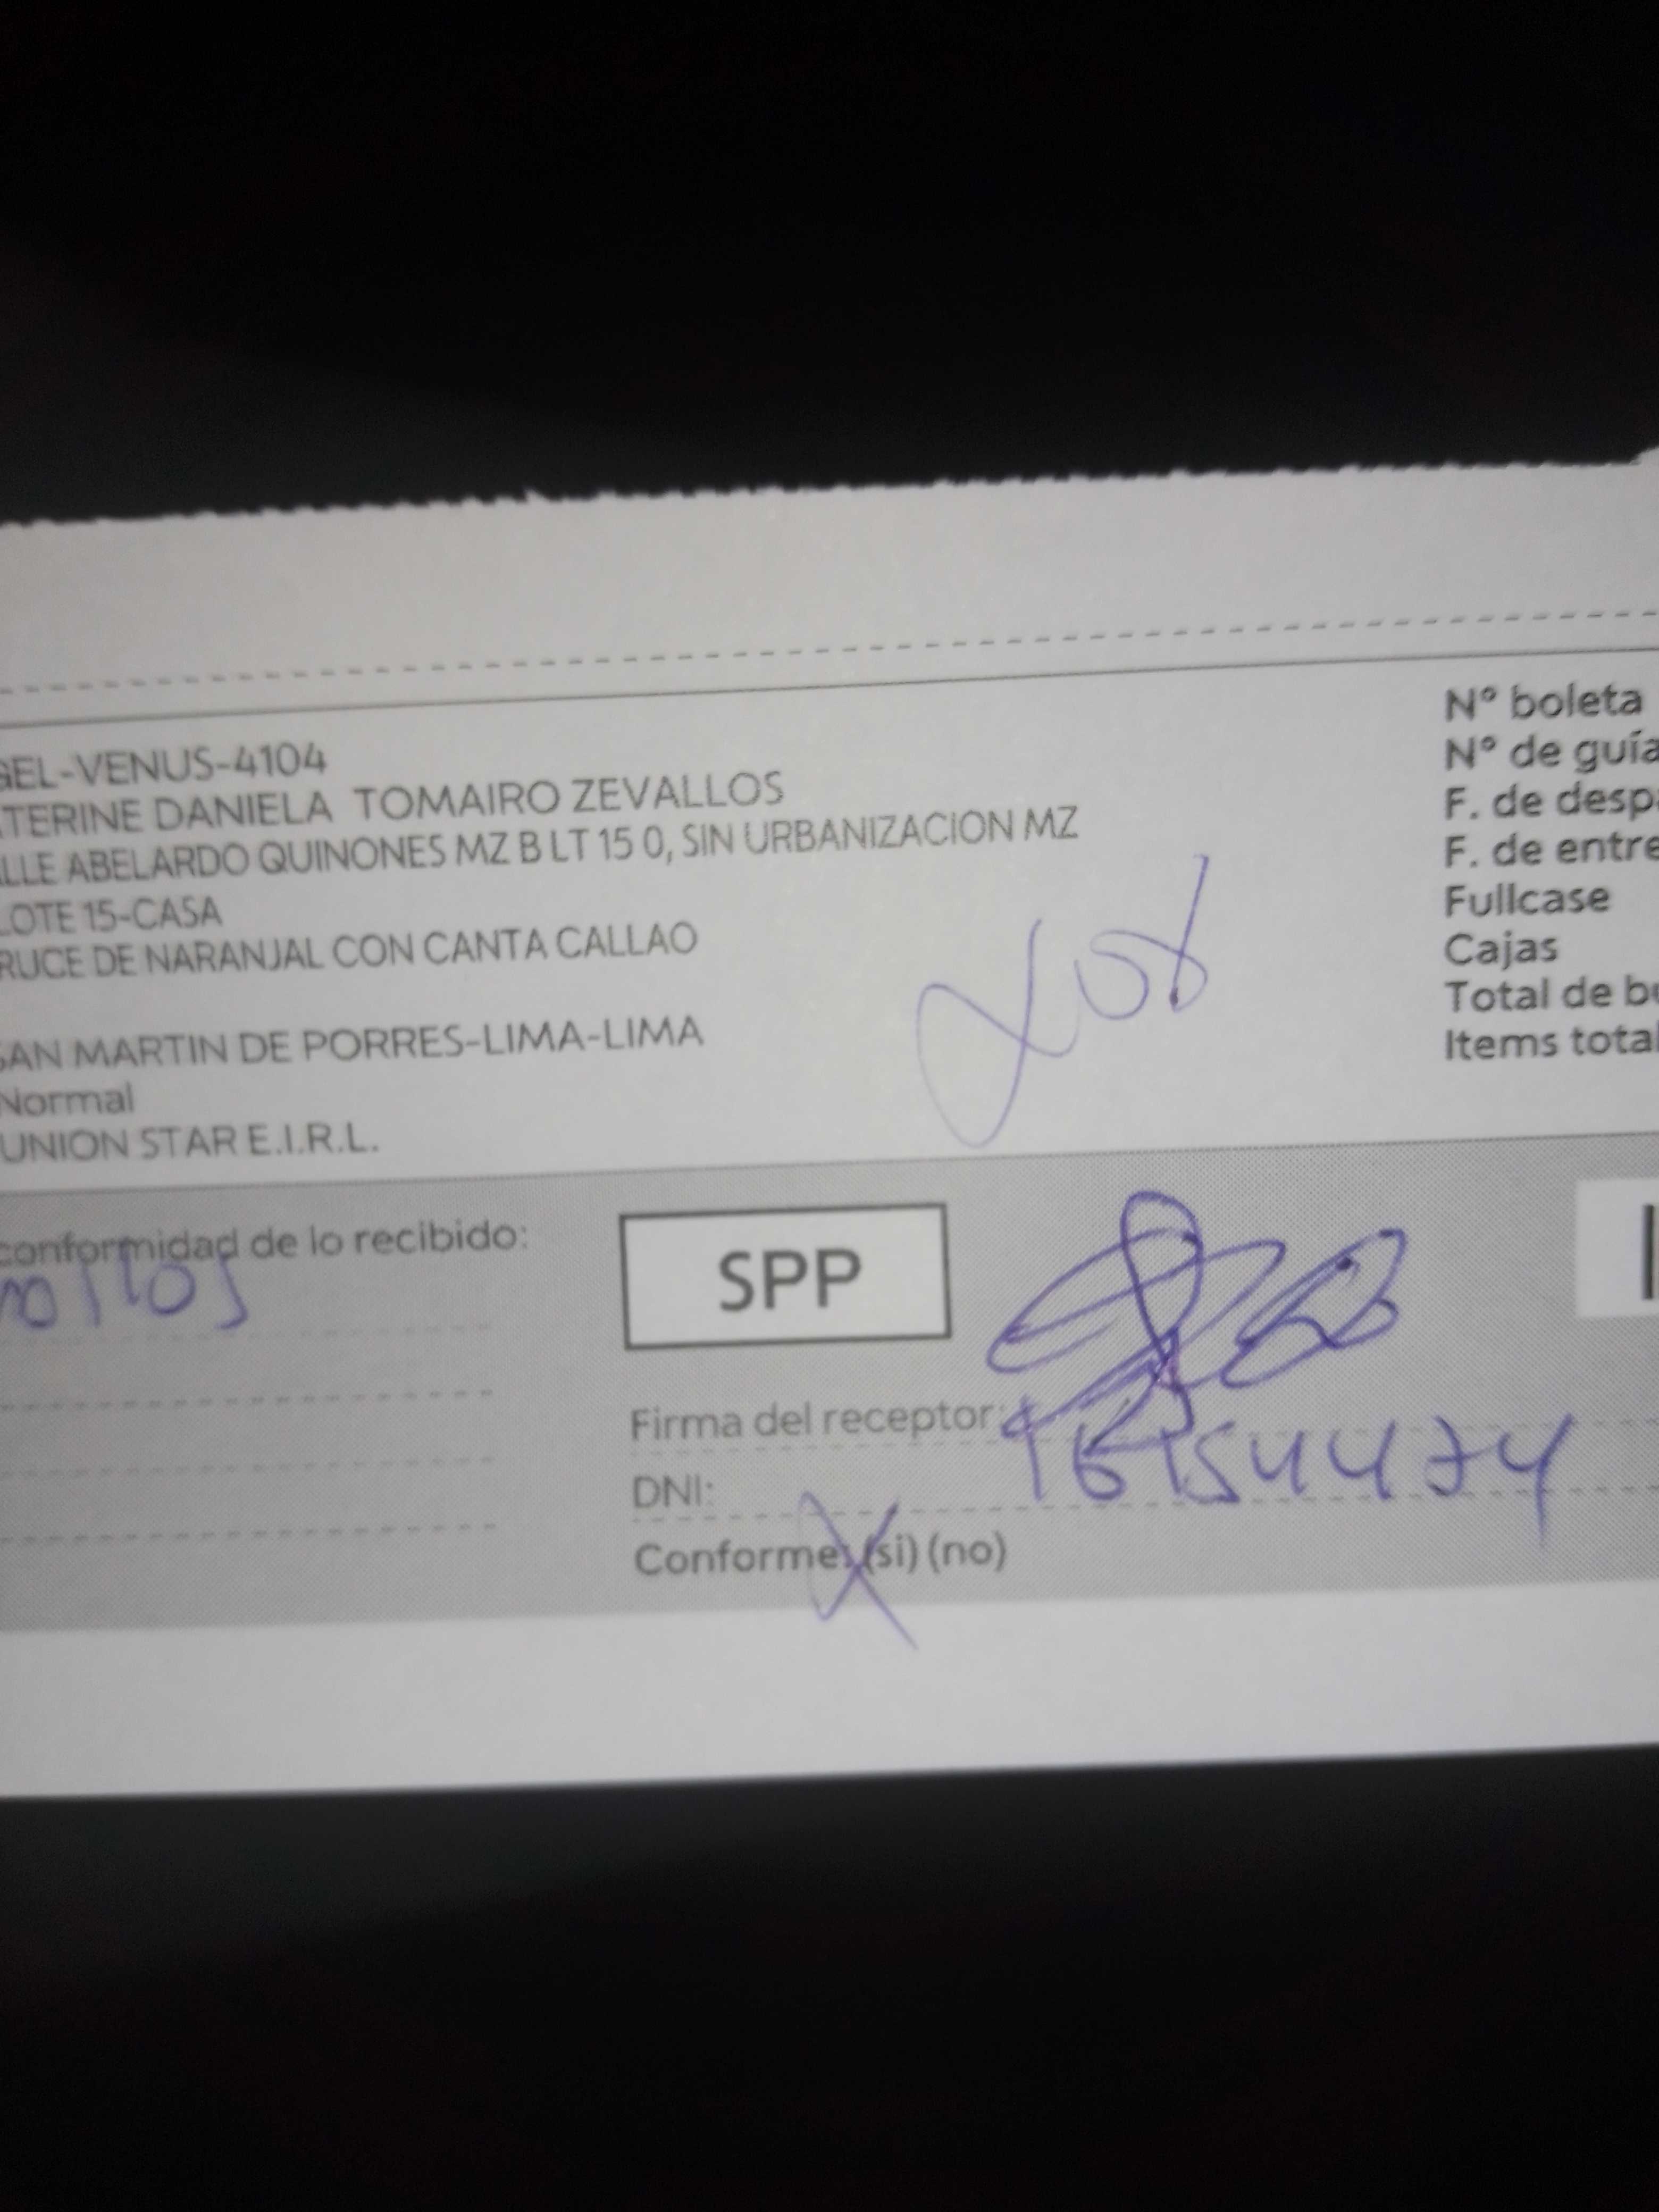 GEL-VENUS-4104
TERINE DANIELA TOMAIRO ZEVALLOS
LLE ABELARDO QUINONES MZ B LT 15 0, SIN URBANIZACION MZ
LOTE 15-CASA
RUCE DE NARANJAL CON CANTA CALLAO
SAN MARTIN DE PORRES-LIMA-LIMA
Normal
UNION STAR E.I.R.L.
N° boleta
N° de guía
F. de desp
F. de entre
Fullcase
Cajas
Total de bu
Items total
conformidad de lo recibido:
SPP
Firma del receptor:
DNI:
Conforme: (si) (no)